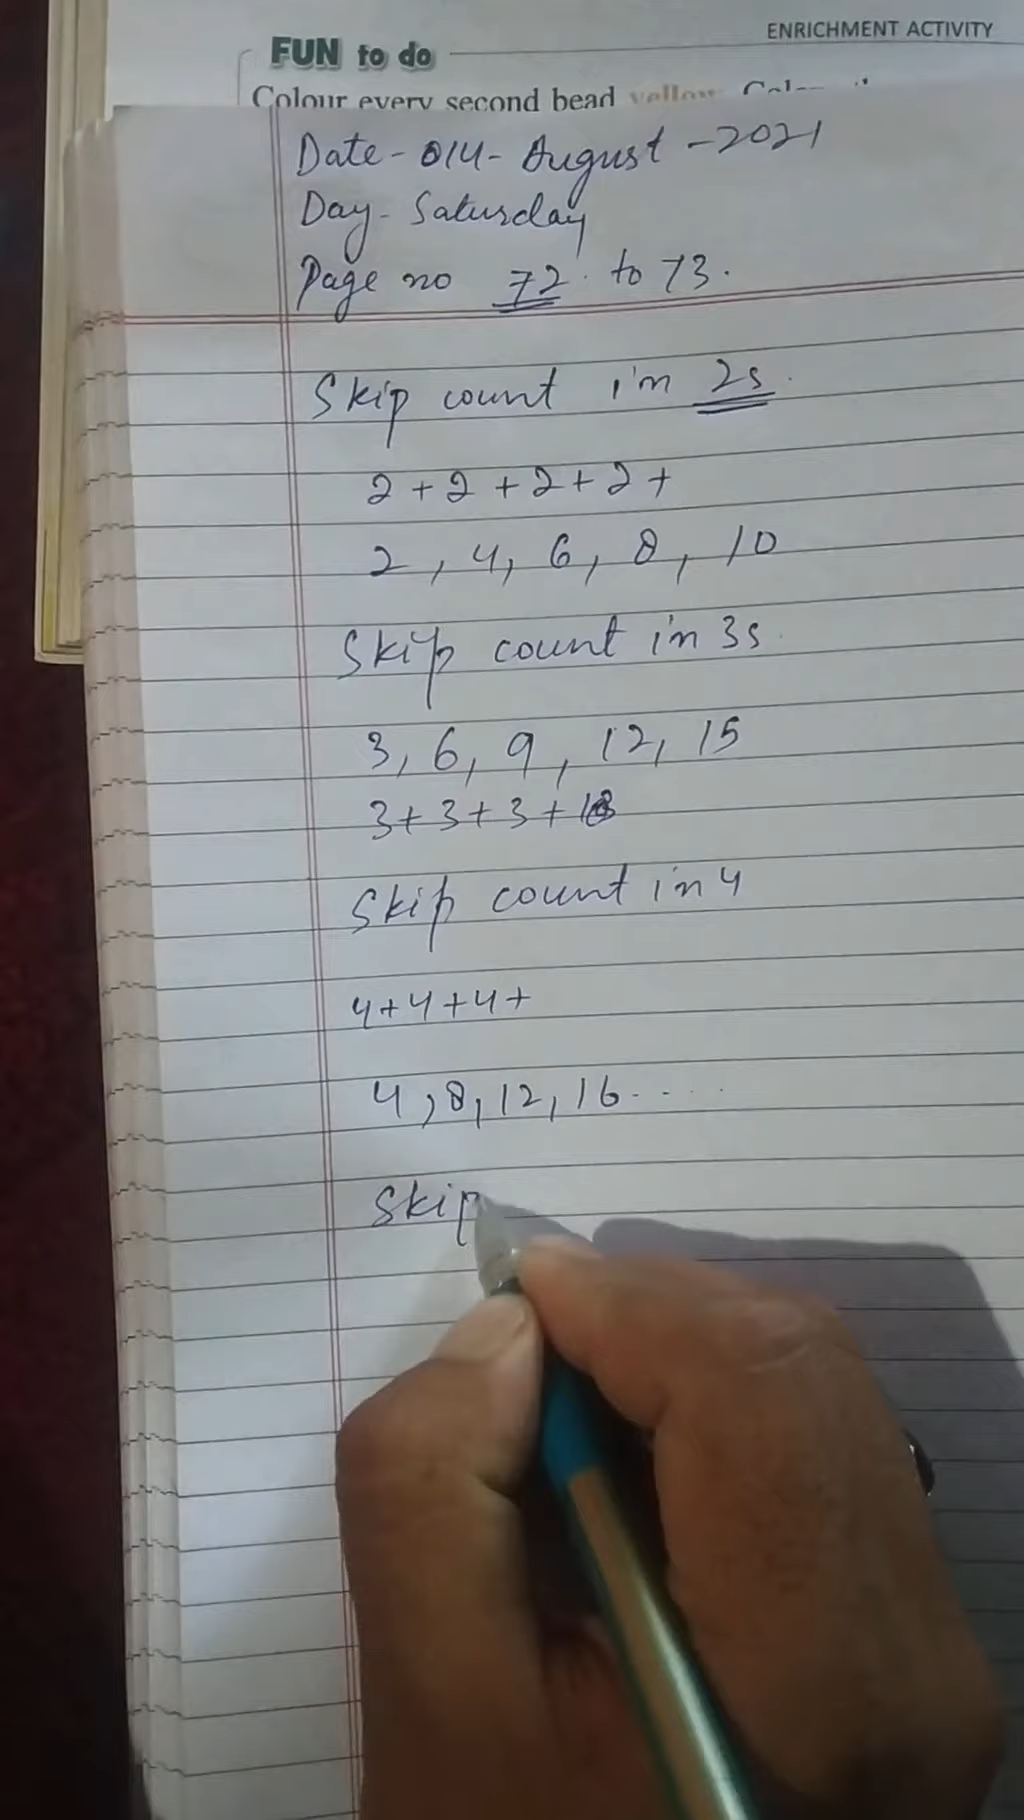 ENRICHMENT ACTIVITY
FUN to do
Colour every second bead yellow
Date - 014 - August - 2021
Day - Saturday
Page no 72 to 73.
Skip count in 2s.
2 + 2 + 2 + 2 +
2, 4, 6, 8, 10
Skip count in 3s.
3, 6, 9, 12, 15
3 + 3 + 3 +
Skip count in 4
4 + 4 + 4 +
4, 8, 12, 16 - - . .
Skip